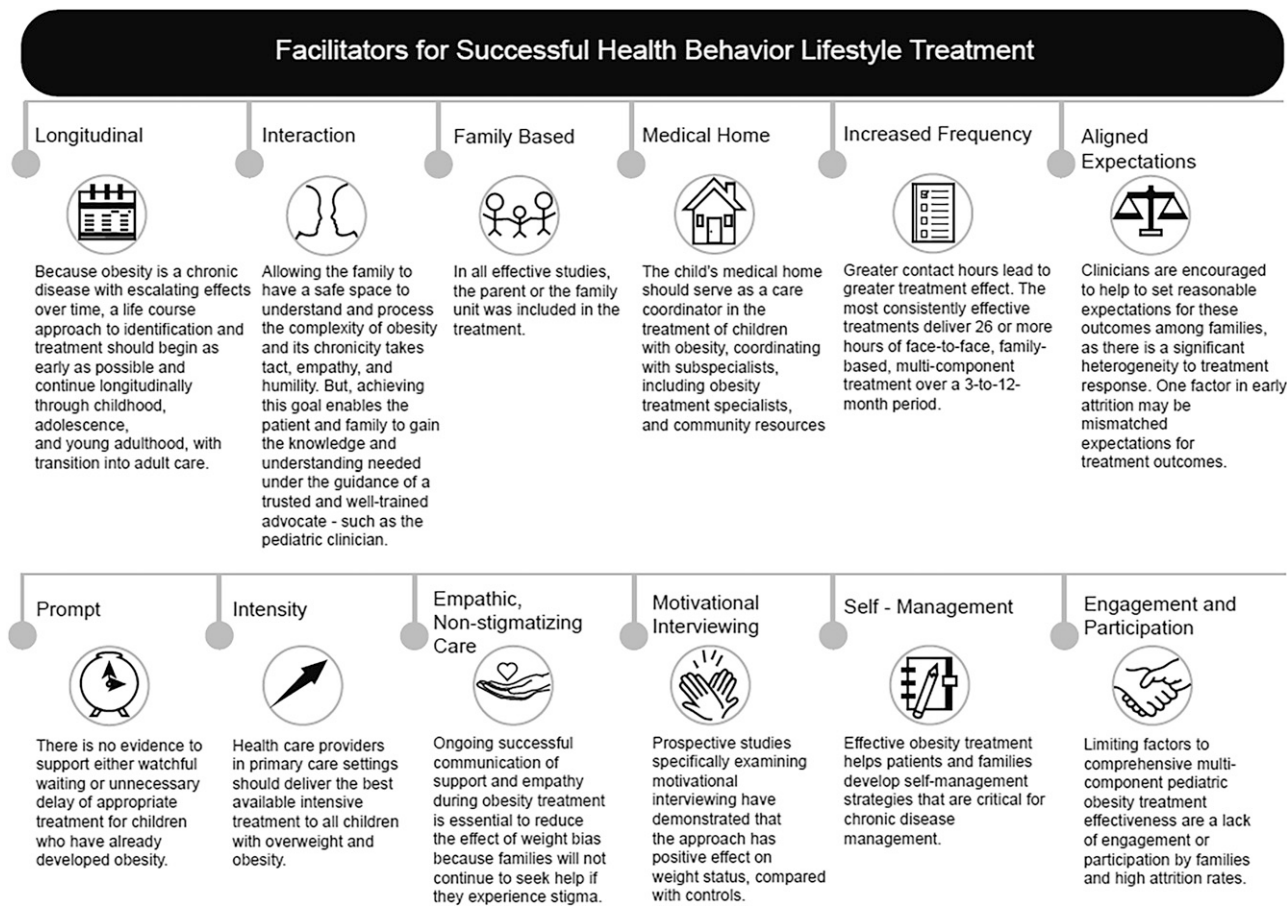 Facilitators for Successful Health Behavior Lifestyle Treatment
Longitudinal
Because obesity is a chronic
disease with escalating effects
over time, a life course
approach to identification and
treatment should begin as
early as possible and
continue longitudinally
through childhood,
adolescence,
and young adulthood, with
transition into adult care.
Interaction
Allowing the family to
have a safe space to
understand and process
the complexity of obesity
and its chronicity takes
tact, empathy, and
humility. But, achieving
this goal enables the
patient and family to gain
the knowledge and
understanding needed
under the guidance of a
trusted and well-trained
advocate - such as the
pediatric clinician.
Family Based
In all effective studies,
the parent or the family
unit was included in the
treatment.
Medical Home
The child's medical home
should serve as a care
coordinator in the
treatment of children
with obesity, coordinating
with subspecialists,
including obesity
treatment specialists,
and community resources
Increased Frequency
Greater contact hours lead to
greater treatment effect. The
most consistently effective
treatments deliver 26 or more
hours of face-to-face, family-
based, multi-component
treatment over a 3-to-12-
month period.
Aligned
Expectations
Clinicians are encouraged
to help to set reasonable
expectations for these
outcomes among families,
as there is a significant
heterogeneity to treatment
response. One factor in early
attrition may be
mismatched
expectations for
treatment outcomes.
Prompt
There is no evidence to
support either watchful
waiting or unnecessary
delay of appropriate
treatment for children
who have already
developed obesity.
Intensity
Health care providers
in primary care settings
should deliver the best
available intensive
treatment to all children
with overweight and
obesity.
Empathic,
Non-stigmatizing
Care
Ongoing successful
communication of
support and empathy
during obesity treatment
is essential to reduce
the effect of weight bias
because families will not
continue to seek help if
they experience stigma.
Motivational
Interviewing
Prospective studies
specifically examining
motivational
interviewing have
demonstrated that
the approach has
positive effect on
weight status, compared
with controls.
Self - Management
Effective obesity treatment
helps patients and families
develop self-management
strategies that are critical for
chronic disease
management.
Engagement and
Participation
Limiting factors to
comprehensive multi-
component pediatric
obesity treatment
effectiveness are a lack
of engagement or
participation by families
and high attrition rates.